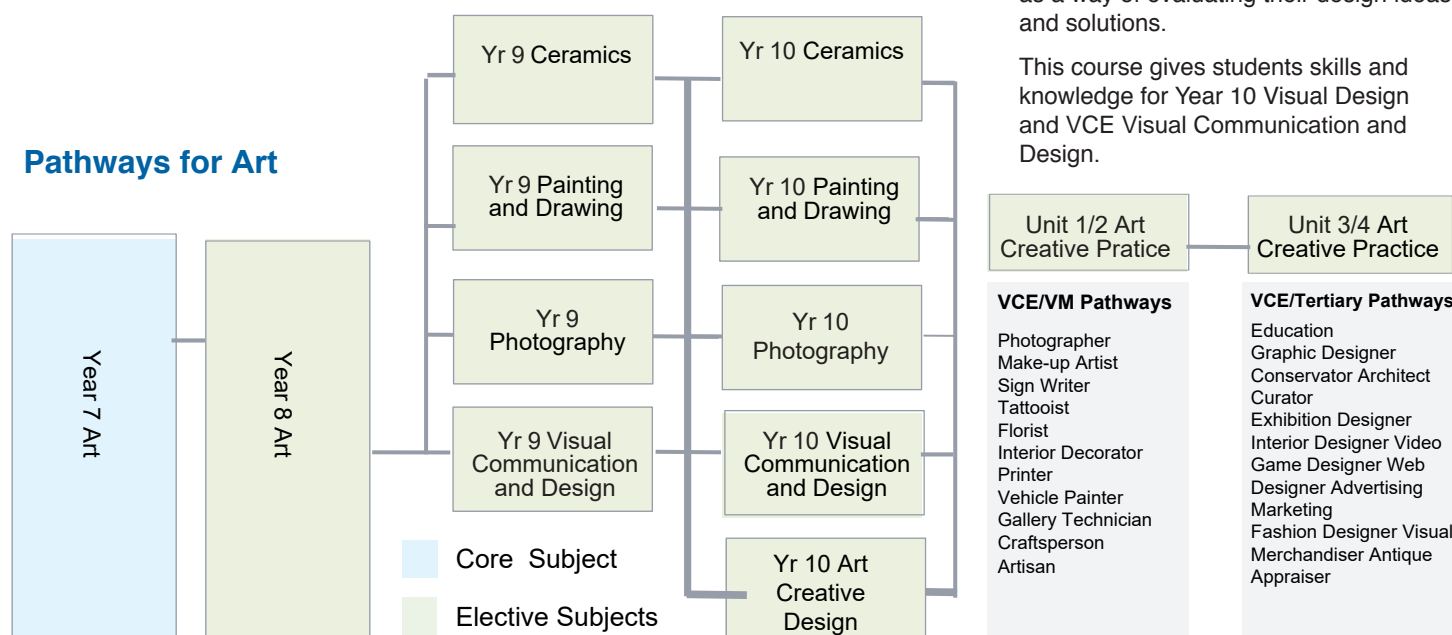 as a way of evaluating their design ideas
and solutions.
This course gives students skills and
knowledge for Year 10 Visual Design
and VCE Visual Communication and
Design.
Pathways for Art
Year 7 Art
Year 8 Art
Yr 9 Ceramics
Yr 9 Painting
and Drawing
Yr 9
Photography
Yr 9 Visual
Communication
and Design
Yr 10 Ceramics
Yr 10 Painting
and Drawing
Yr 10
Photography
Yr 10 Visual
Communication
and Design
Yr 10 Art
Creative
Design
Core Subject
Elective Subjects
Unit 1/2 Art
Creative Pratice
VCE/VM Pathways
Photographer
Make-up Artist
Sign Writer
Tattooist
Florist
Interior Decorator
Printer
Vehicle Painter
Gallery Technician
Craftsperson
Artisan
Unit 3/4 Art
Creative Practice
VCE/Tertiary Pathways
Education
Graphic Designer
Conservator Architect
Curator
Exhibition Designer
Interior Designer Video
Game Designer Web
Designer Advertising
Marketing
Fashion Designer Visual
Merchandiser Antique
Appraiser